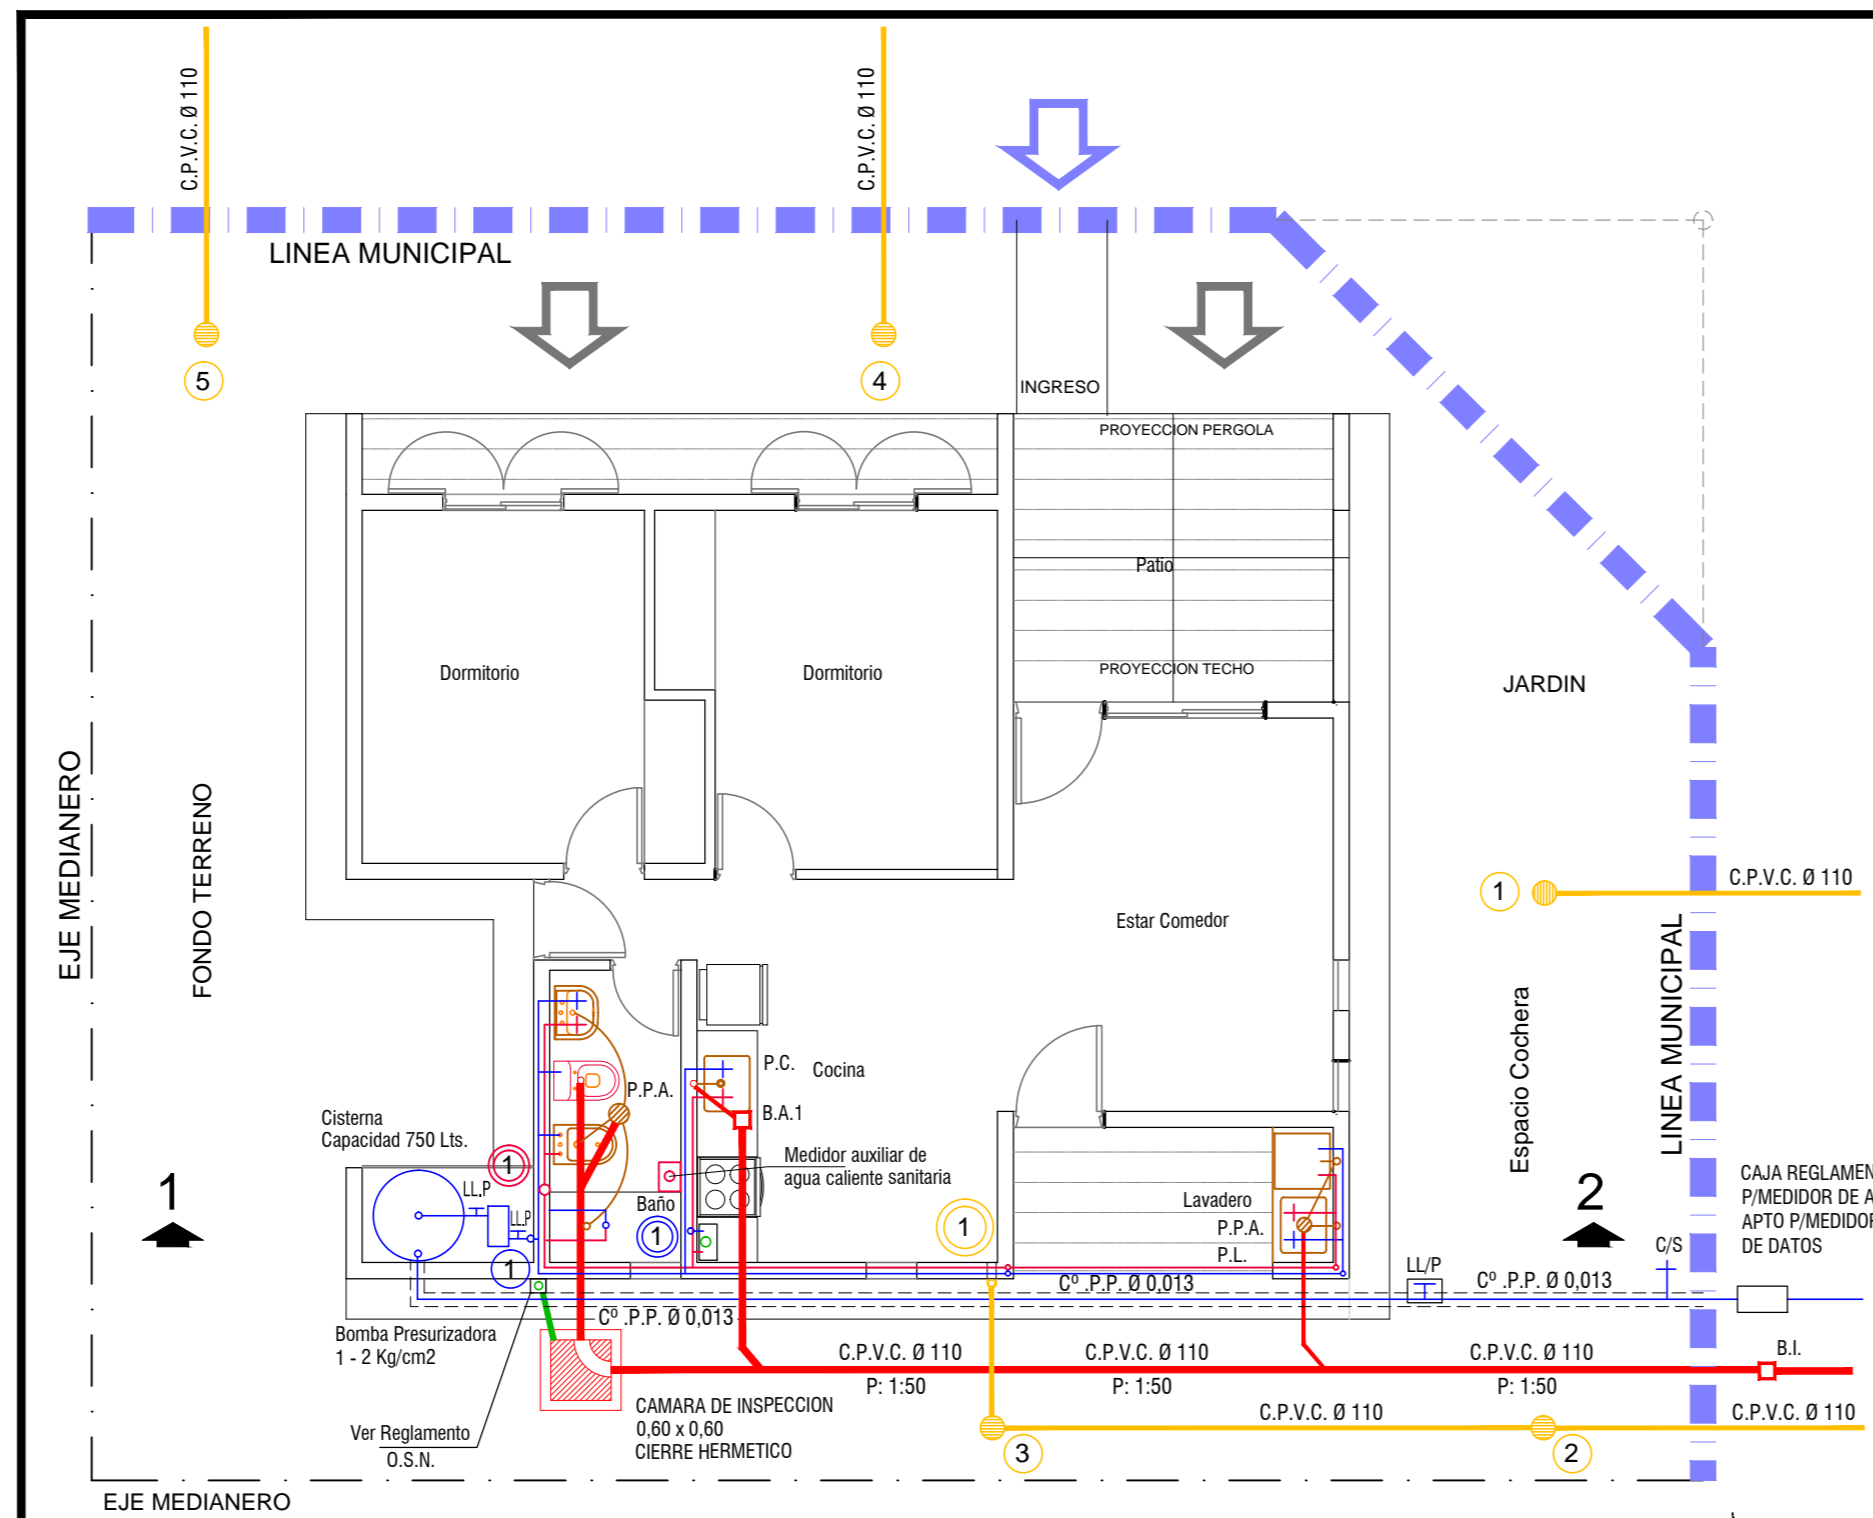 C.P.V.C. Ø 110
C.P.V.C. Ø 110
LINEA MUNICIPAL
5
4
INGRESO
PROYECCION PERGOLA
Patio
PROYECCION TECHO
Dormitorio
Dormitorio
JARDIN
EJE MEDIANERO
FONDO TERRENO
1
C.P.V.C. Ø 110
Estar Comedor
LINEA MUNICIPAL
Espacio Cochera
P.C.
Cocina
P.P.A.
B.A.1
Cisterna
Capacidad 750 Lts.
1
Medidor auxiliar de
agua caliente sanitaria
1
LL.P
LL.P
Baño
1
1
1
Lavadero
P.P.A.
P.L.
2
CAJA REGLAMEN
P/MEDIDOR DE A
APTO P/MEDIDOR
DE DATOS
C/S
LL/P
Cº .P.P. Ø 0,013
Cº .P.P. Ø 0,013
Cº .P.P. Ø 0,013
Bomba Presurizadora
1 - 2 Kg/cm2
C.P.V.C. Ø 110
C.P.V.C. Ø 110
C.P.V.C. Ø 110
B.I.
P: 1:50
P: 1:50
P: 1:50
CAMARA DE INSPECCION
0,60 x 0,60
CIERRE HERMETICO
C.P.V.C. Ø 110
C.P.V.C. Ø 110
Ver Reglamento
O.S.N.
3
2
EJE MEDIANERO